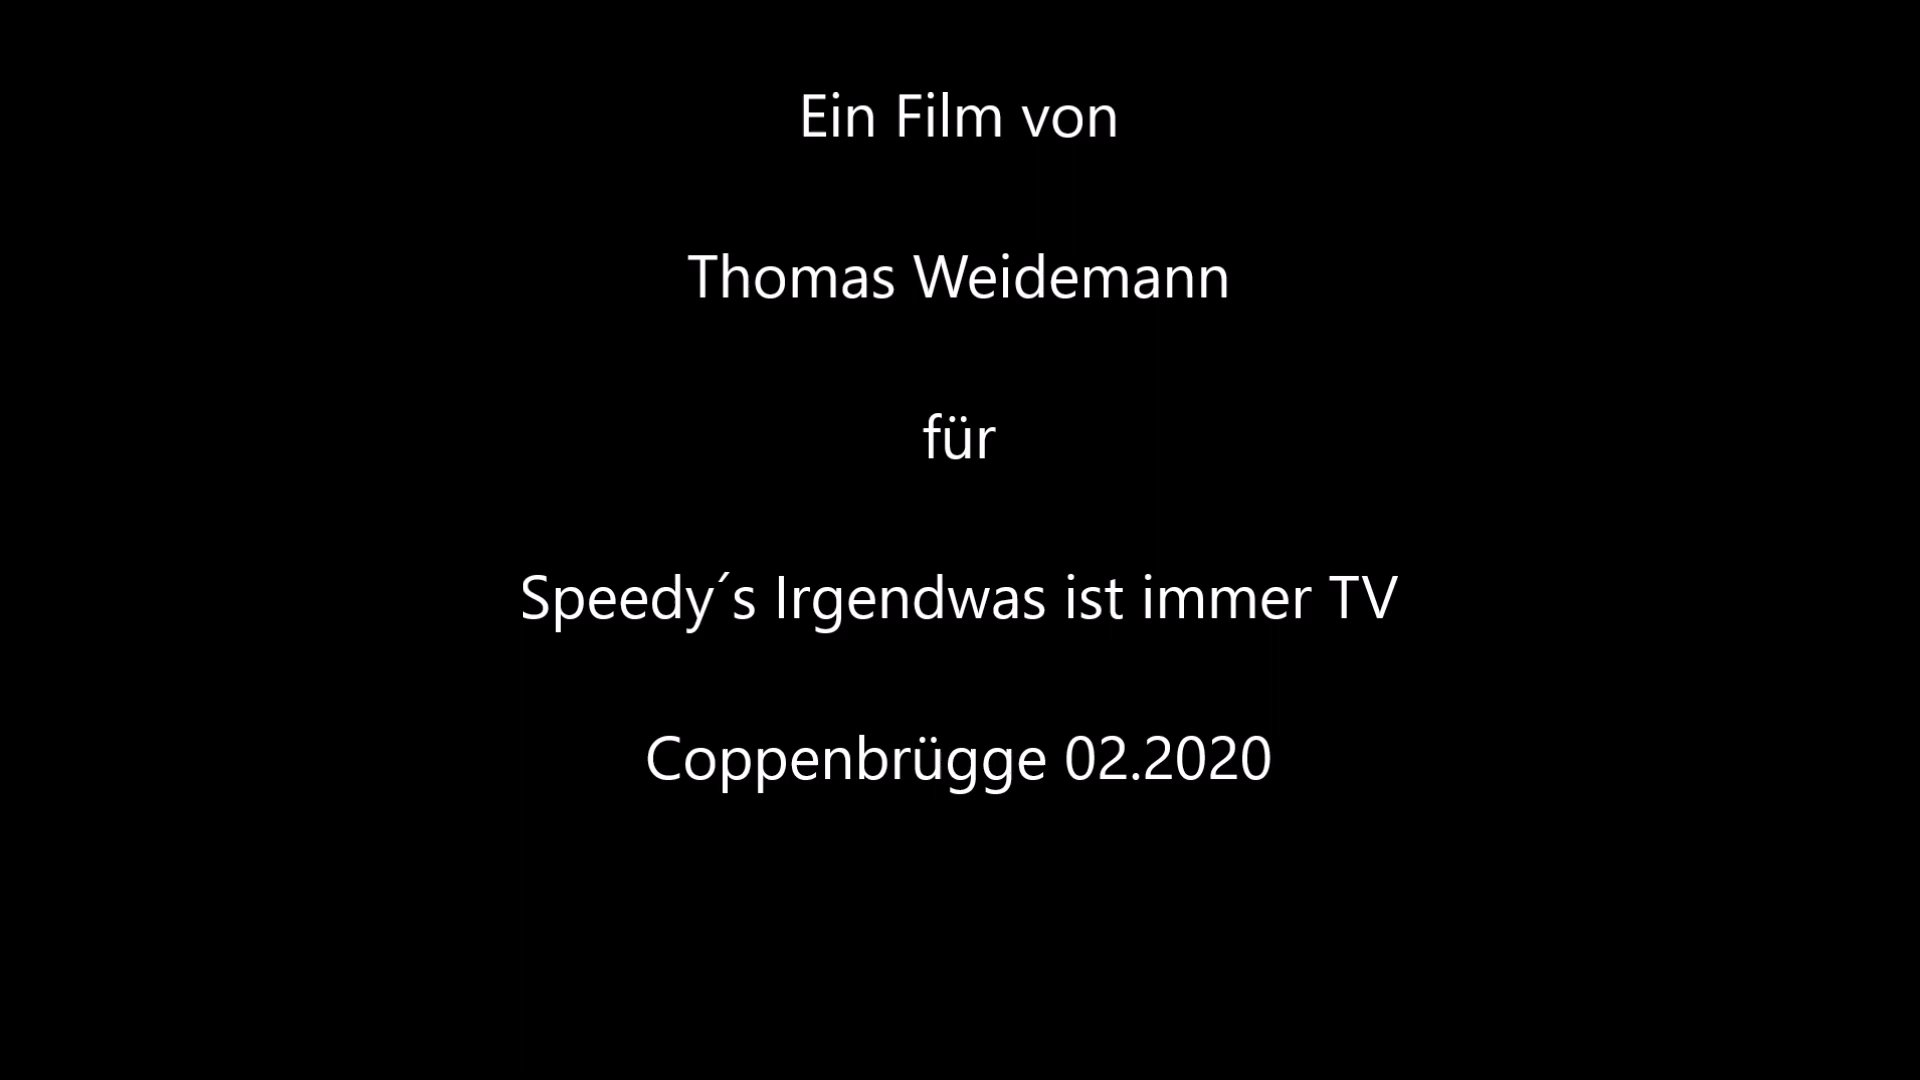 Ein Film von
Thomas Weidemann
für
Speedy´s Irgendwas ist immer TV
Coppenbrügge 02.2020